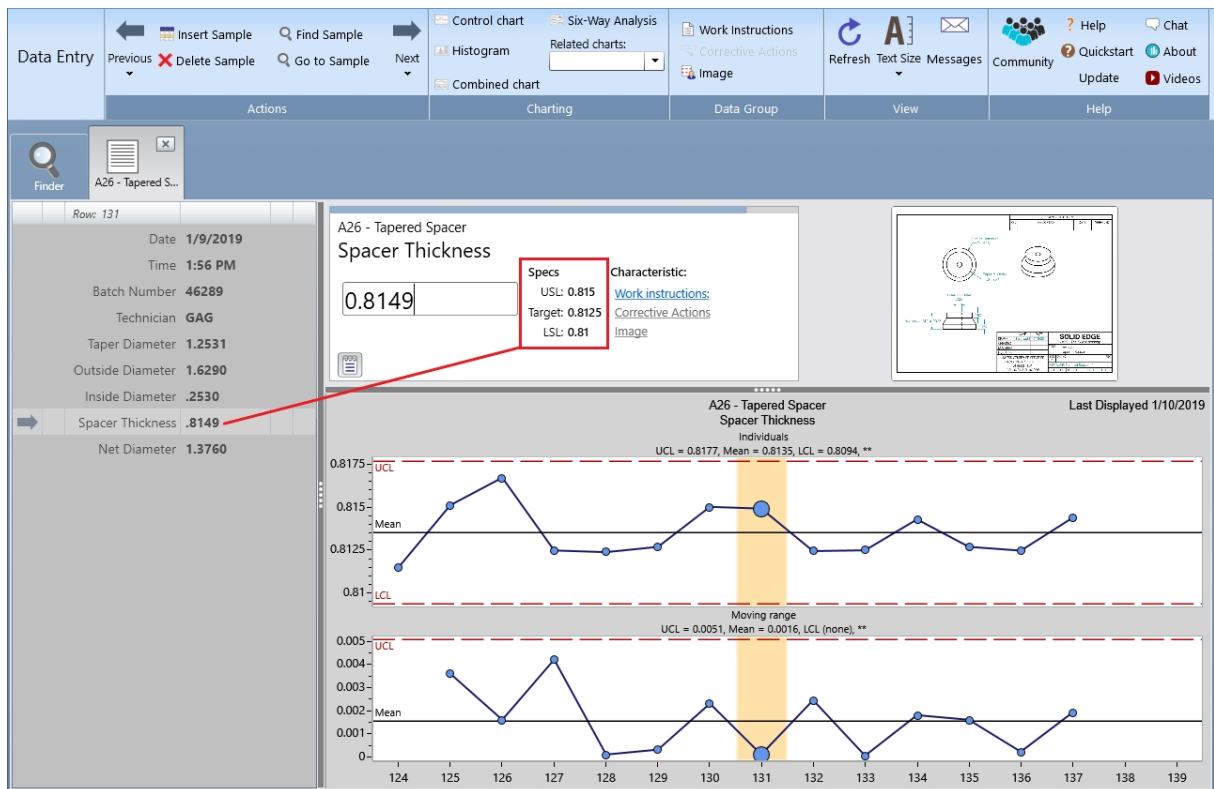 Data Entry
Previous
Insert Sample
Delete Sample
Find Sample
Go to Sample
Next
Actions
Control chart
Histogram
Combined chart
Six-Way Analysis
Related charts:
Charting
Work Instructions
Corrective Actions
Image
Data Group
Refresh
Text Size
Messages
View
Community
? Help
Quickstart
Update
Chat
About
Videos
Help
Finder
A26 - Tapered S...
Row: 131
Date 1/9/2019
Time 1:56 PM
Batch Number 46289
Technician GAG
Taper Diameter 1.2531
Outside Diameter 1.6290
Inside Diameter .2530
Spacer Thickness .8149
Net Diameter 1.3760
A26 - Tapered Spacer
Spacer Thickness
0.8149
Specs
USL: 0.815
Target: 0.8125
LSL: 0.81
Characteristic:
Work instructions:
Corrective Actions
Image
SOLID EDGE
A26 - Tapered Spacer
Spacer Thickness
Last Displayed 1/10/2019
Individuals
UCL = 0.8177, Mean = 0.8135, LCL = 0.8094, **
0.8175
UCL
0.815
Mean
0.8125
0.81
LCL
Moving range
UCL = 0.0051, Mean = 0.0016, LCL (none), **
0.005
UCL
0.004
0.003
0.002
Mean
0.001
0
124 125 126 127 128 129 130 131 132 133 134 135 136 137 138 139